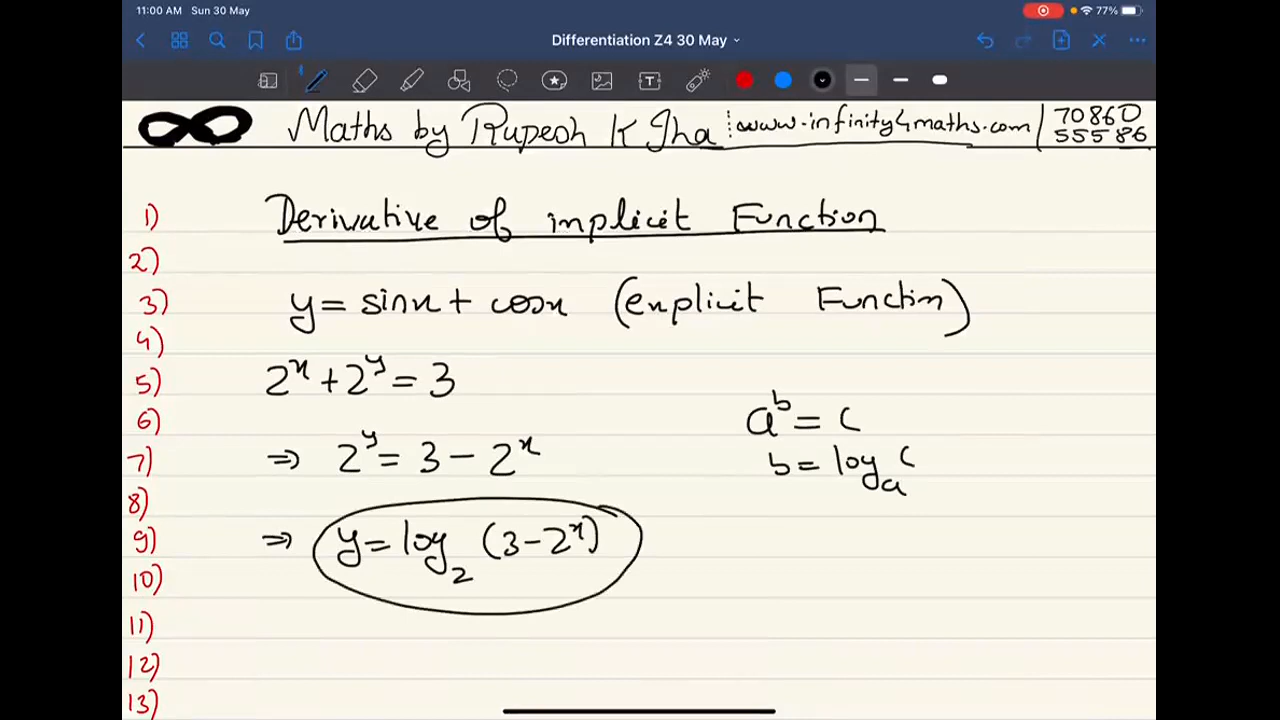 11:00 AM Sun 30 May 77%
Differentiation Z4 30 May
Maths by Rupesh K Jha www.infinity4maths.com 70860 55586
1) Derivative of implicit Function
2)
3) y = sinx + cosx (explicit Function)
4)
5) 2^x + 2^y = 3
6) a^b = c
7) ⇒ 2^y = 3 - 2^x b = log_a c
8)
9) ⇒ y = log_2 (3 - 2^x)
10)
11)
12)
13)